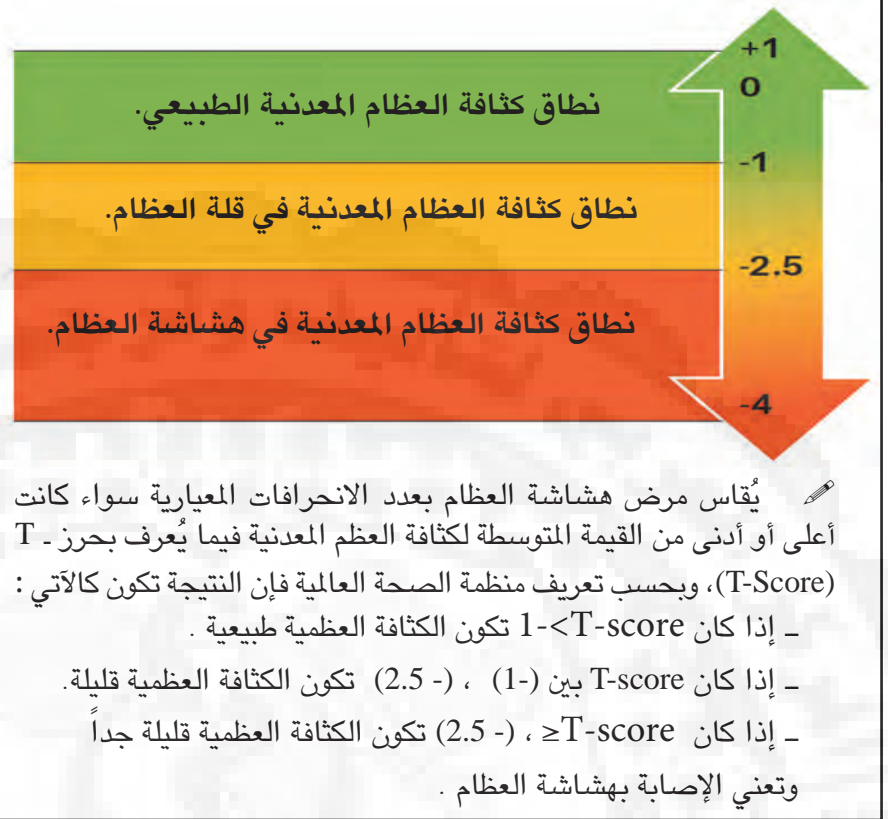 +1
0
نطاق كثافة العظام المعدنية الطبيعي.
-1
نطاق كثافة العظام المعدنية في قلة العظام.
-2.5
نطاق كثافة العظام المعدنية في هشاشة العظام.
-4
يُقاس مرض هشاشة العظام بعدد الانحرافات المعيارية سواء كانت
أعلى أو أدنى من القيمة المتوسطة لكثافة العظم المعدنية فيما يُعرف بحرز ـ T
(T-Score)، وبحسب تعريف منظمة الصحة العالمية فإن النتيجة تكون كالآتي :
ـ إذا كان T-score>-1 تكون الكثافة العظمية طبيعية .
ـ إذا كان T-score بين (-1) ، (- 2.5) تكون الكثافة العظمية قليلة.
ـ إذا كان T-score≤ ، (- 2.5) تكون الكثافة العظمية قليلة جداً
وتعني الإصابة بهشاشة العظام .